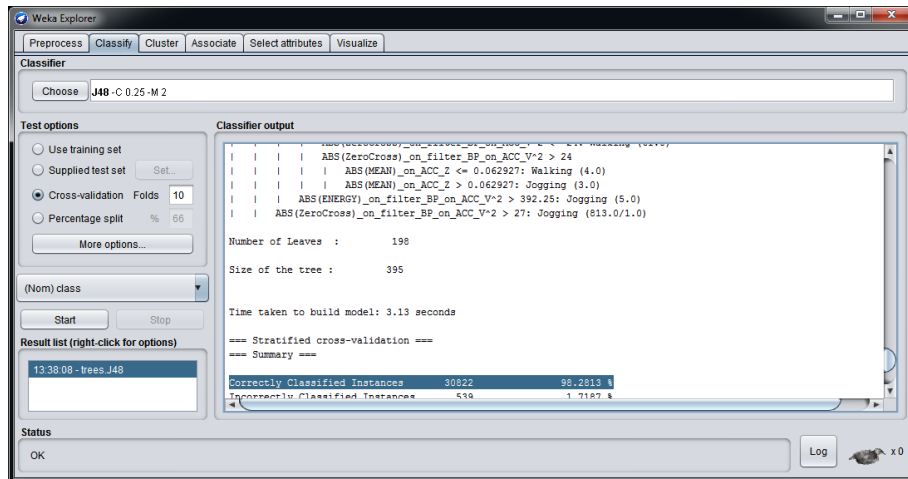 Weka Explorer
Preprocess Classify Cluster Associate Select attributes Visualize
Classifier
Choose J48 -C 0.25 -M 2
Test options
Use training set
Supplied test set Set...
Cross-validation Folds 10
Percentage split % 66
More options...
(Nom) class
Start Stop
Result list (right-click for options)
13:38:08 - trees.J48
Classifier output
| | | | ABS(ZeroCross)_on_filter_BP_on_ACC_V^2 > 24
| | | | | ABS(MEAN)_on_ACC_Z <= 0.062927: Walking (4.0)
| | | | | ABS(MEAN)_on_ACC_Z > 0.062927: Jogging (3.0)
| | | ABS(ENERGY)_on_filter_BP_on_ACC_V^2 > 392.25: Jogging (5.0)
| | ABS(ZeroCross)_on_filter_BP_on_ACC_V^2 > 27: Jogging (813.0/1.0)
Number of Leaves : 198
Size of the tree : 395
Time taken to build model: 3.13 seconds
=== Stratified cross-validation ===
=== Summary ===
Correctly Classified Instances 30822 98.2813 %
Incorrectly Classified Instances 539 1.7187 %
Status
OK
Log x 0